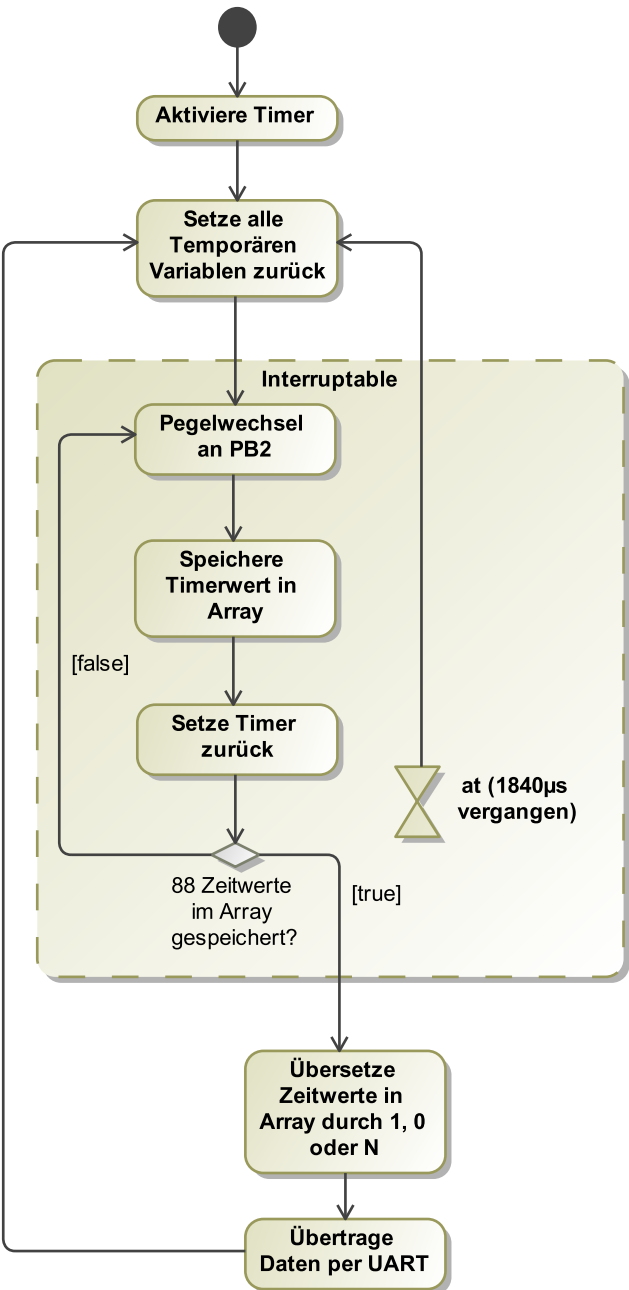 Aktiviere Timer
Setze alle
Temporären
Variablen zurück
Interruptable
Pegelwechsel
an PB2
Speichere
Timerwert in
Array
[false]
Setze Timer
zurück
at (1840µs
vergangen)
88 Zeitwerte
im Array
gespeichert?
[true]
Übersetze
Zeitwerte in
Array durch 1, 0
oder N
Übertrage
Daten per UART